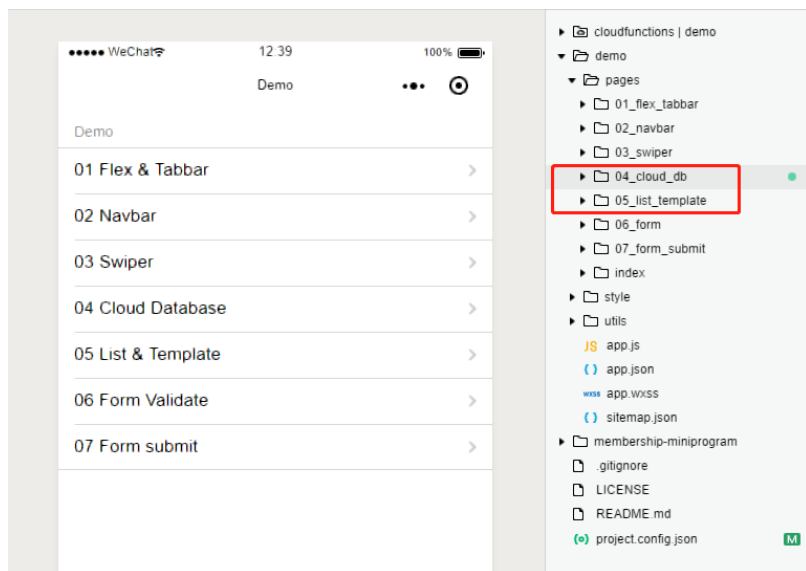 WeChat 12:39 100%
Demo
Demo
01 Flex & Tabbar
02 Navbar
03 Swiper
04 Cloud Database
05 List & Template
06 Form Validate
07 Form submit
cloudfunctions | demo
demo
pages
01_flex_tabbar
02_navbar
03_swiper
04_cloud_db
05_list_template
06_form
07_form_submit
index
style
utils
JS app.js
{ } app.json
wxss app.wxss
{ } sitemap.json
membership-miniprogram
.gitignore
LICENSE
README.md
{o} project.config.json M